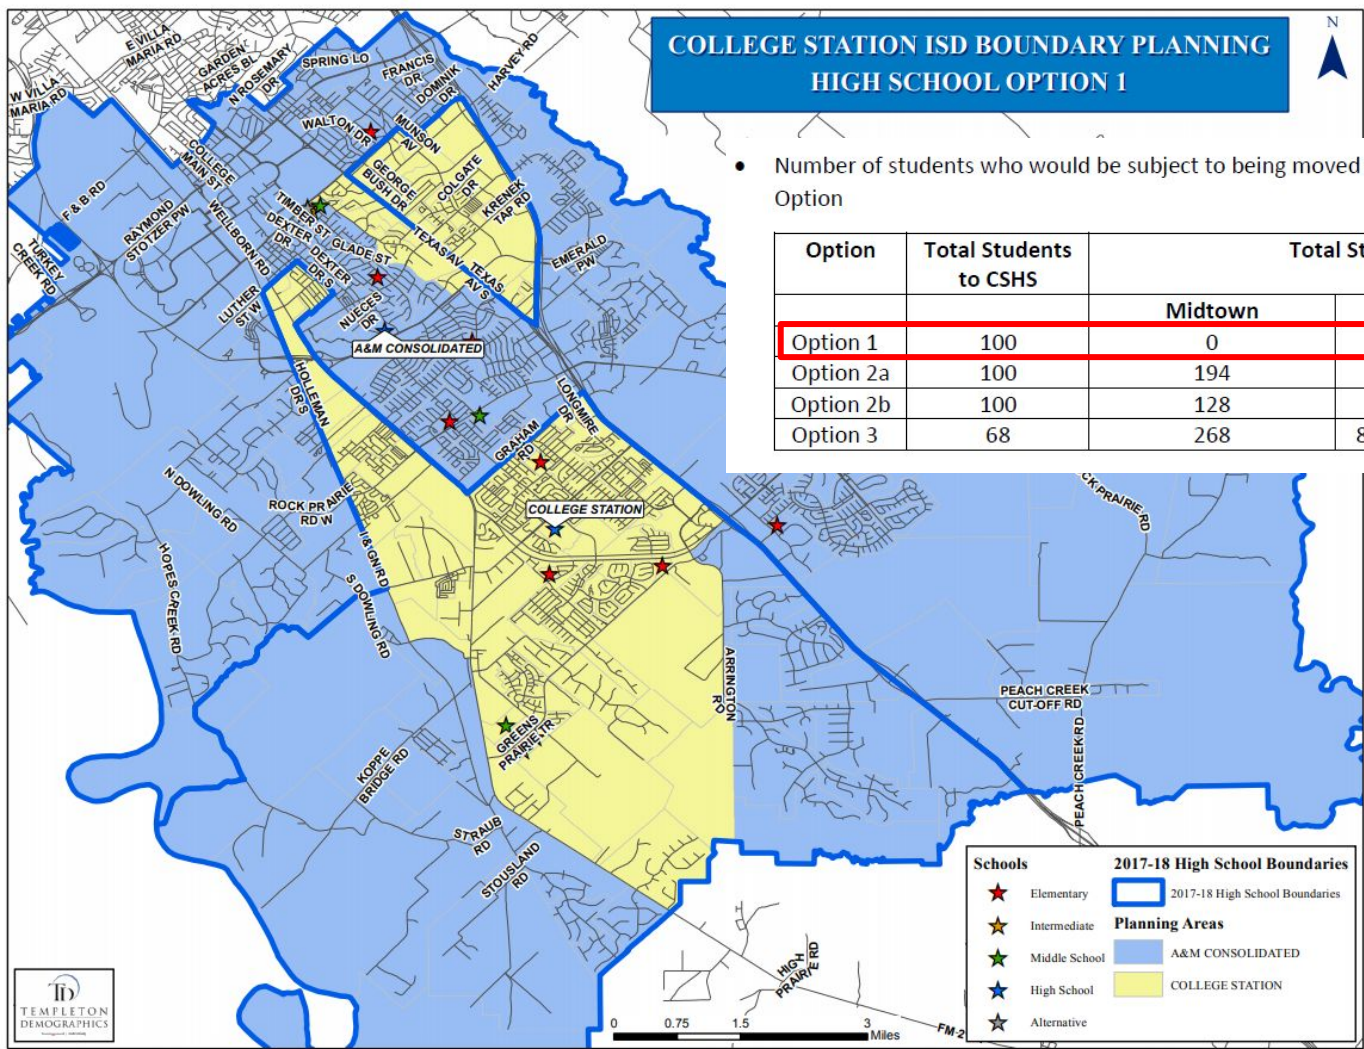 COLLEGE STATION ISD BOUNDARY PLANNING
HIGH SCHOOL OPTION 1
N
• Number of students who would be subject to being moved
Option
Option Total Students to CSHS Total St
Midtown
Option 1 100 0
Option 2a 100 194
Option 2b 100 128
Option 3 68 268 8
E VILLA MARIA RD
W VILLA MARIA RD
GARDEN ACRES BL
N ROSEMARY DR
SPRING LO
FRANCIS DR
DOMINIK DR
HARVEY RD
WALTON DR
MUNSON AV
COLLEGE MAIN ST
GEORGE BUSH DR
COLGATE DR
KRENEK TAP RD
F & B RD
RAYMOND STOTZER PW
WELLBORN RD
TIMBER ST
DEXTER DR
DEXTER DR S
GLADE ST
TEXAS AV
TEXAS AV S
EMERALD PW
TURKEY CREEK RD
LUTHER ST W
NUECES DR
A&M CONSOLIDATED
HOLLEMAN DR S
LONGMIRE DR
GRAHAM RD
N DOWLING RD
ROCK PRAIRIE RD W
COLLEGE STATION
CK PRAIRIE RD
I & GN RD
HOPES CREEK RD
S DOWLING RD
ARRINGTON RD
PEACH CREEK CUT-OFF RD
GREENS PRAIRIE TR
KOPPE BRIDGE RD
PEACH CREEK RD
STRAUB RD
STOUSLAND RD
HIGH PRAIRIE RD
FM-2
Schools
Elementary
Intermediate
Middle School
High School
Alternative
2017-18 High School Boundaries
2017-18 High School Boundaries
Planning Areas
A&M CONSOLIDATED
COLLEGE STATION
TD
TEMPLETON
DEMOGRAPHICS
0 0.75 1.5 3
Miles